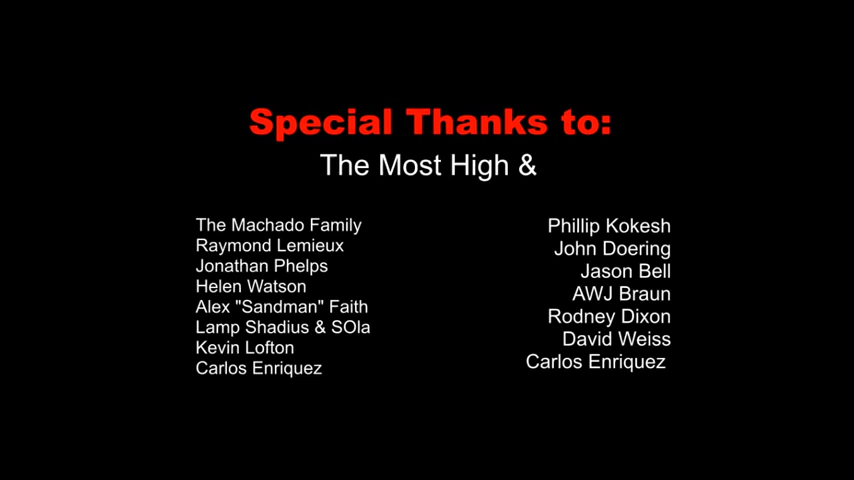 Special Thanks to:
The Most High &
The Machado Family
Raymond Lemieux
Jonathan Phelps
Helen Watson
Alex "Sandman" Faith
Lamp Shadius & SOla
Kevin Lofton
Carlos Enriquez
Phillip Kokesh
John Doering
Jason Bell
AWJ Braun
Rodney Dixon
David Weiss
Carlos Enriquez